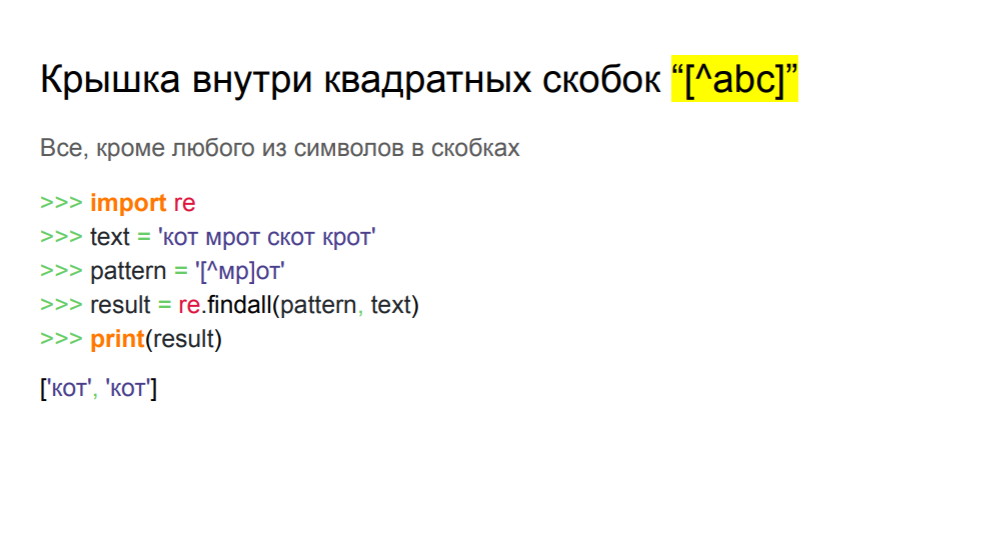 Крышка внутри квадратных скобок “[^abc]”
Все, кроме любого из символов в скобках
>>> import re
>>> text = 'кот мрот скот крот'
>>> pattern = '[^мр]от'
>>> result = re.findall(pattern, text)
>>> print(result)
['кот', 'кот']